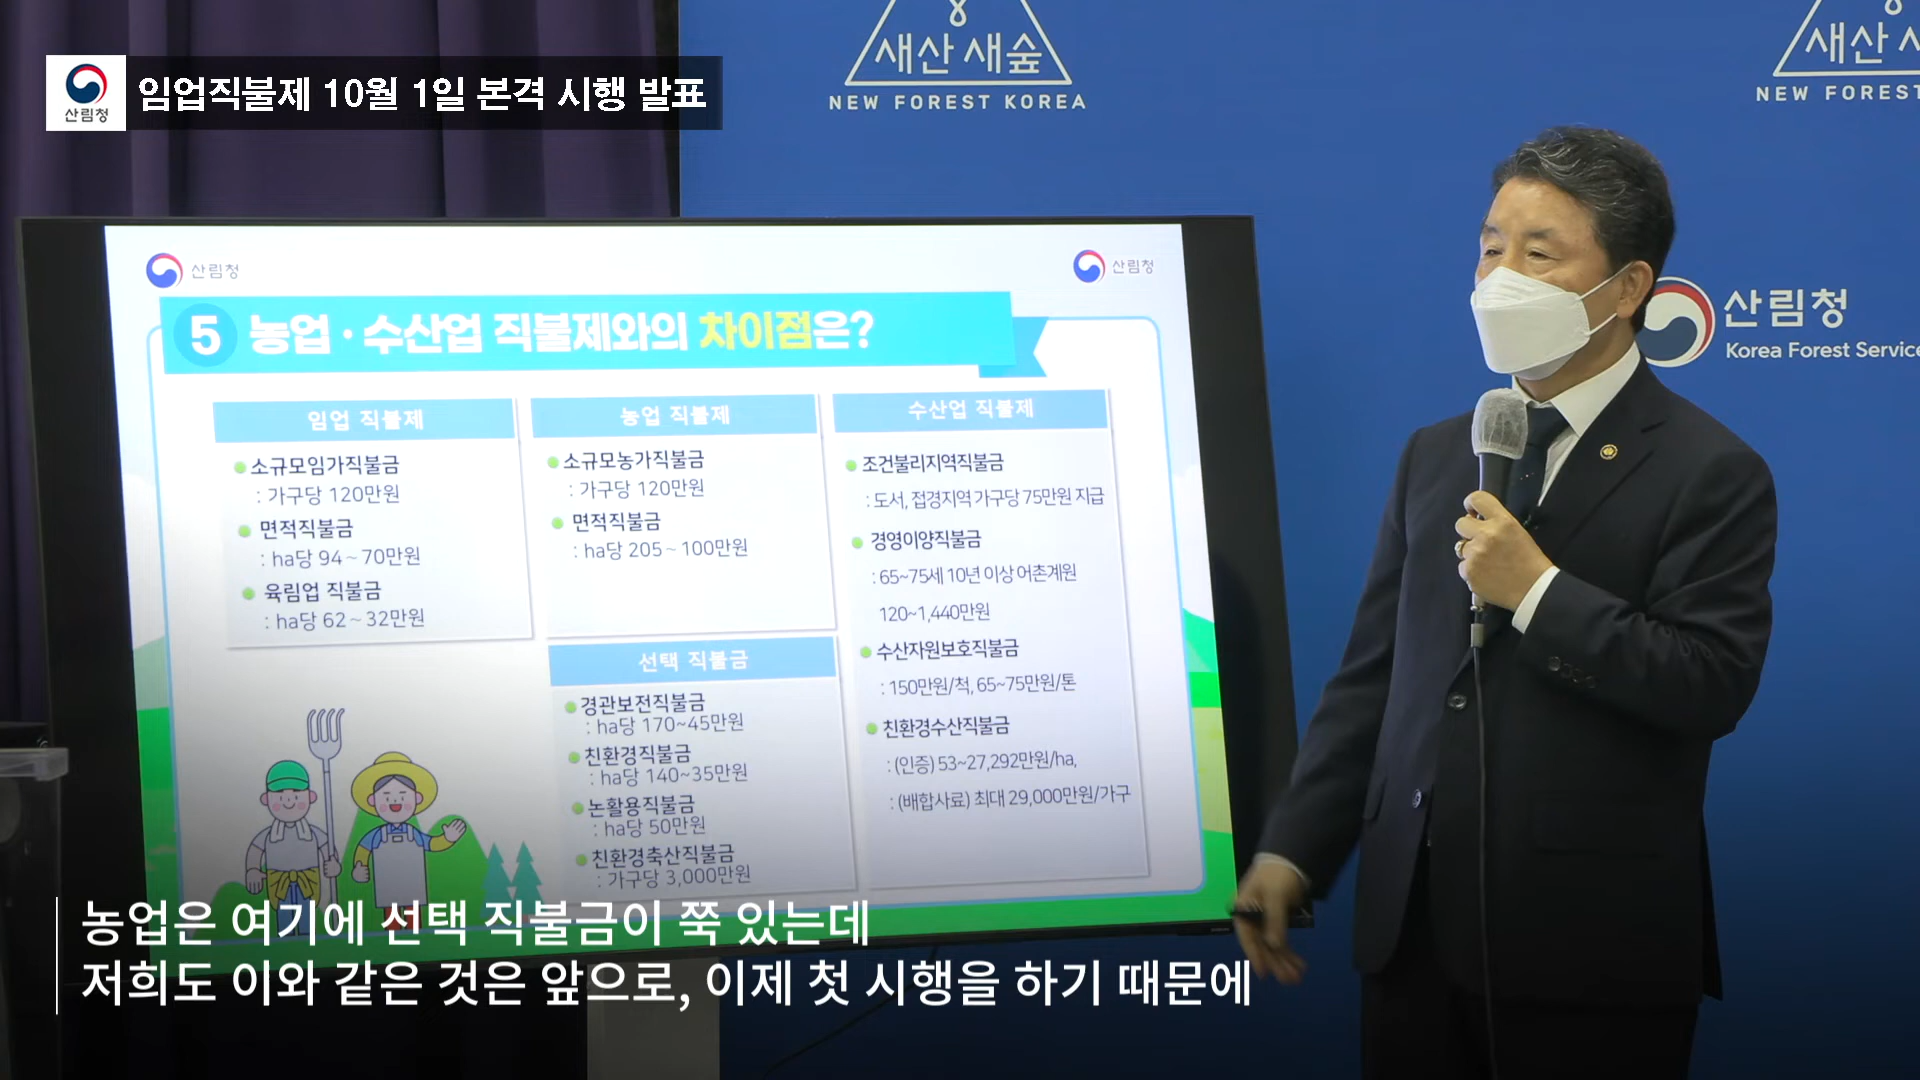 산림청
임업직불제 10월 1일 본격 시행 발표
새산 새숲
NEW FOREST KOREA
새산
NEW FOREST
산림청
Korea Forest Service
산림청
산림청
5 농업·수산업 직불제와의 차이점은?
임업 직불제
소규모임가직불금
: 가구당 120만원
면적직불금
: ha당 94~70만원
육림업 직불금
: ha당 62~32만원
농업 직불제
소규모농가직불금
: 가구당 120만원
면적직불금
: ha당 205~100만원
선택 직불금
경관보전직불금
: ha당 170~45만원
친환경직불금
: ha당 140~35만원
논활용직불금
: ha당 50만원
친환경축산직불금
: 가구당 3,000만원
수산업 직불제
조건불리지역직불금
: 도서, 접경지역 가구당 75만원 지급
경영이양직불금
: 65~75세 10년 이상 어촌계원
120~1,440만원
수산자원보호직불금
: 150만원/척, 65~75만원/톤
친환경수산직불금
: (인증) 53~27,292만원/ha,
: (배합사료) 최대 29,000만원/가구
농업은 여기에 선택 직불금이 쭉 있는데
저희도 이와 같은 것은 앞으로, 이제 첫 시행을 하기 때문에